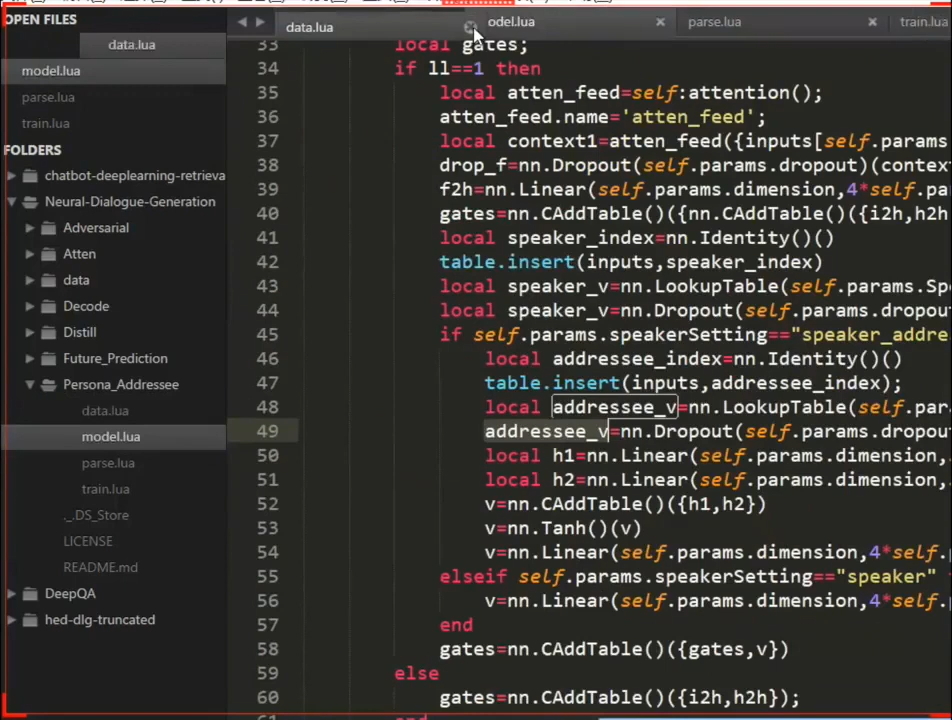 OPEN FILES
data.lua
model.lua
parse.lua
train.lua
FOLDERS
chatbot-deeplearning-retrieva
Neural-Dialogue-Generation
Adversarial
Atten
data
Decode
Distill
Future_Prediction
Persona_Addressee
data.lua
model.lua
parse.lua
train.lua
._.DS_Store
LICENSE
README.md
DeepQA
hed-dlg-truncated
data.lua odel.lua parse.lua train.lu
33 local gates;
34 if ll==1 then
35 local atten_feed=self:attention();
36 atten_feed.name='atten_feed';
37 local context1=atten_feed({inputs[self.params
38 drop_f=nn.Dropout(self.params.dropout)(contex
39 f2h=nn.Linear(self.params.dimension,4*self.pa
40 gates=nn.CAddTable()({nn.CAddTable()({i2h,h2h
41 local speaker_index=nn.Identity()()
42 table.insert(inputs,speaker_index)
43 local speaker_v=nn.LookupTable(self.params.Sp
44 local speaker_v=nn.Dropout(self.params.dropou
45 if self.params.speakerSetting=="speaker_addre
46 local addressee_index=nn.Identity()()
47 table.insert(inputs,addressee_index);
48 local addressee_v=nn.LookupTable(self.par
49 addressee_v=nn.Dropout(self.params.dropou
50 local h1=nn.Linear(self.params.dimension,
51 local h2=nn.Linear(self.params.dimension,
52 v=nn.CAddTable()({h1,h2})
53 v=nn.Tanh()(v)
54 v=nn.Linear(self.params.dimension,4*self.p
55 elseif self.params.speakerSetting=="speaker"
56 v=nn.Linear(self.params.dimension,4*self.p
57 end
58 gates=nn.CAddTable()({gates,v})
59 else
60 gates=nn.CAddTable()({i2h,h2h});